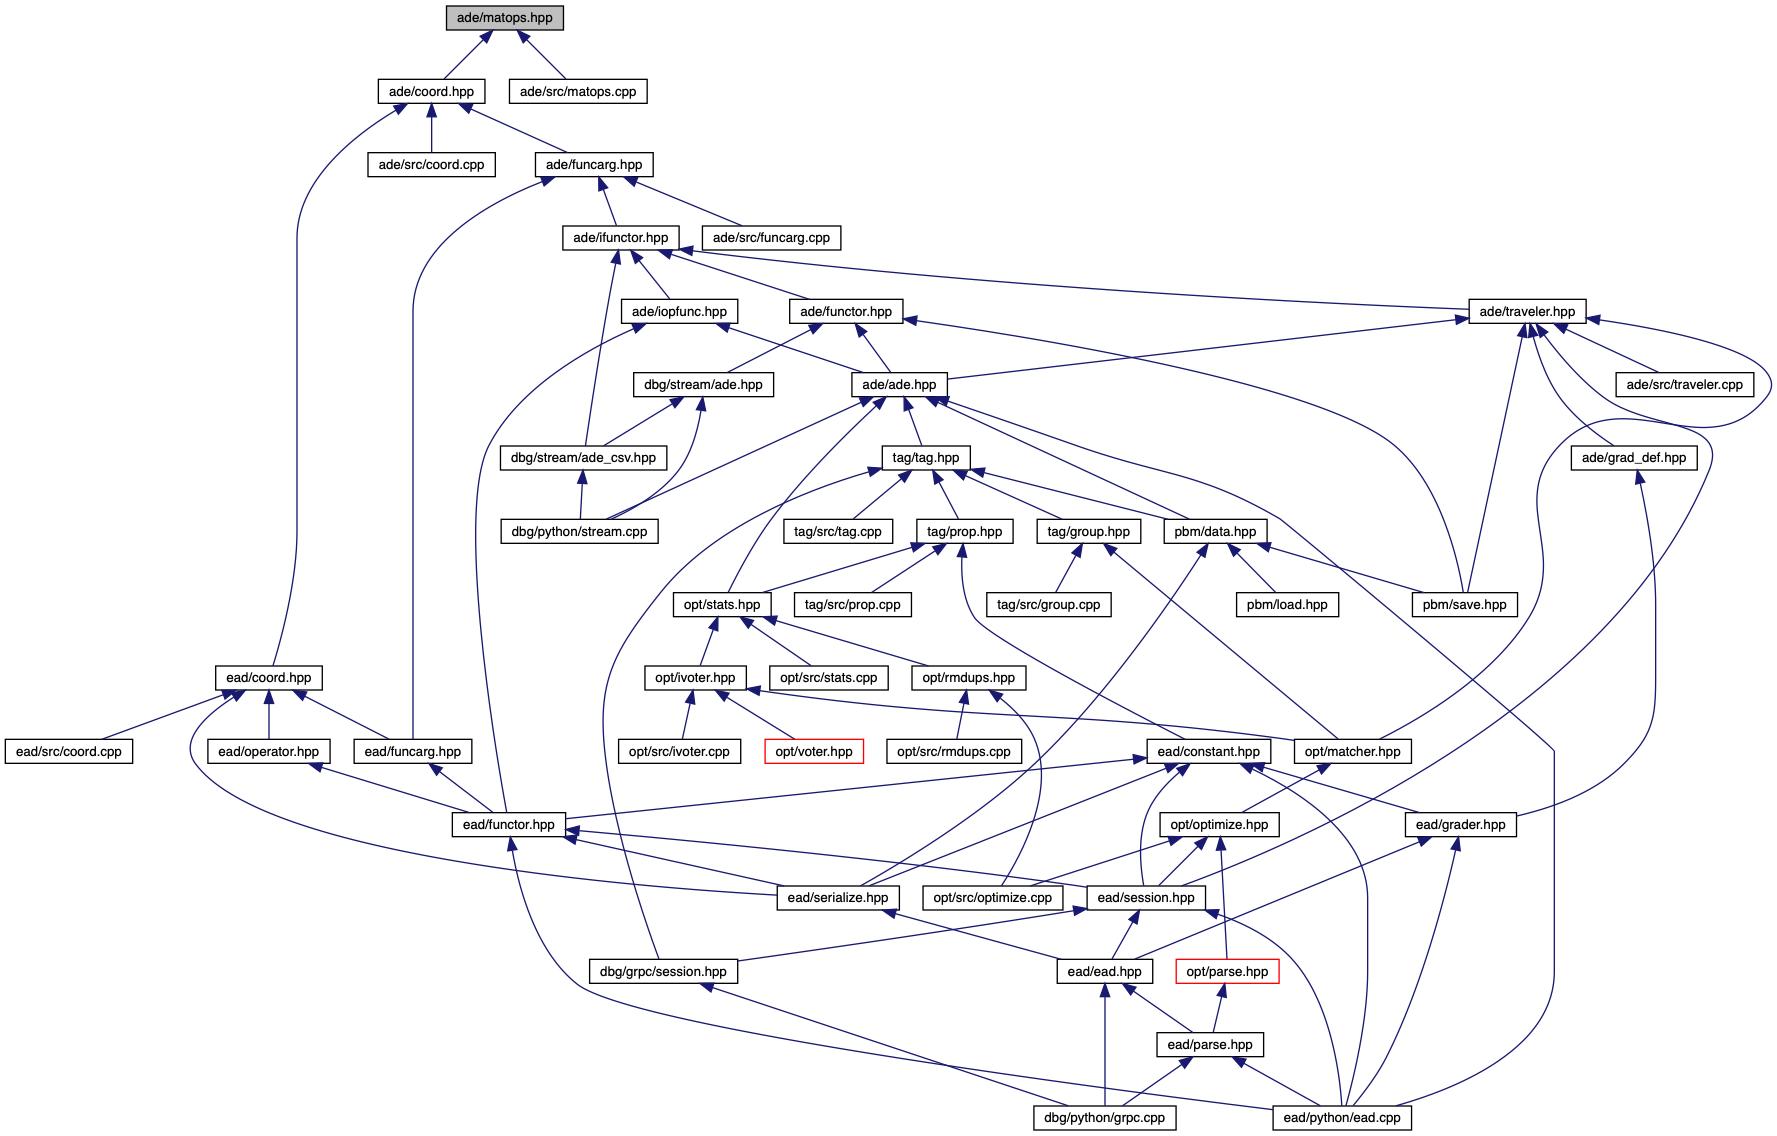 ade/matops.hpp
ade/coord.hpp
ade/src/matops.cpp
ade/src/coord.cpp
ade/funcarg.hpp
ade/ifunctor.hpp
ade/src/funcarg.cpp
ade/iopfunc.hpp
ade/functor.hpp
ade/traveler.hpp
dbg/stream/ade.hpp
ade/ade.hpp
ade/src/traveler.cpp
dbg/stream/ade_csv.hpp
tag/tag.hpp
ade/grad_def.hpp
dbg/python/stream.cpp
tag/src/tag.cpp
tag/prop.hpp
tag/group.hpp
pbm/data.hpp
opt/stats.hpp
tag/src/prop.cpp
tag/src/group.cpp
pbm/load.hpp
pbm/save.hpp
ead/coord.hpp
opt/ivoter.hpp
opt/src/stats.cpp
opt/rmdups.hpp
ead/src/coord.cpp
ead/operator.hpp
ead/funcarg.hpp
opt/src/ivoter.cpp
opt/voter.hpp
opt/src/rmdups.cpp
ead/constant.hpp
opt/matcher.hpp
ead/functor.hpp
opt/optimize.hpp
ead/grader.hpp
ead/serialize.hpp
opt/src/optimize.cpp
ead/session.hpp
dbg/grpc/session.hpp
ead/ead.hpp
opt/parse.hpp
ead/parse.hpp
dbg/python/grpc.cpp
ead/python/ead.cpp